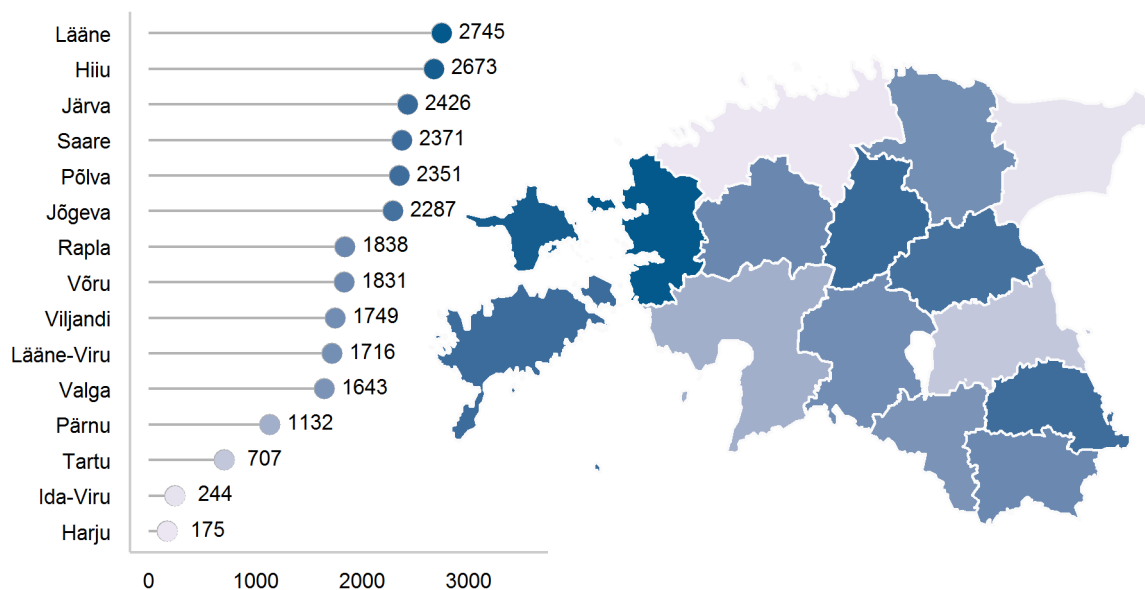 Lääne 2745
Hiiu 2673
Järva 2426
Saare 2371
Põlva 2351
Jõgeva 2287
Rapla 1838
Võru 1831
Viljandi 1749
Lääne-Viru 1716
Valga 1643
Pärnu 1132
Tartu 707
Ida-Viru 244
Harju 175
0 1000 2000 3000